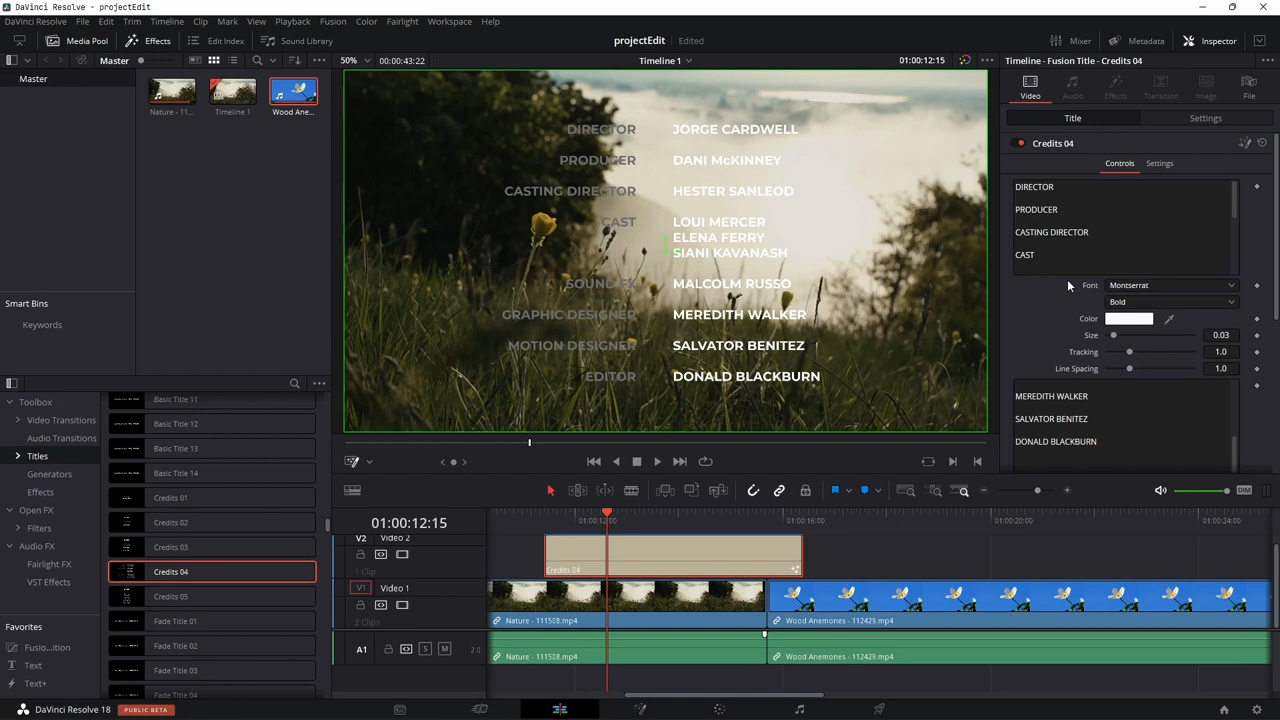 DaVinci Resolve - projectEdit
DaVinci Resolve File Edit Trim Timeline Clip Mark View Playback Fusion Color Fairlight Workspace Help
Media Pool Effects Edit Index Sound Library projectEdit Edited Mixer Metadata Inspector
Master 50% 00:00:43:22 Timeline 1 01:00:12:15 Timeline - Fusion Title - Credits 04
Master
Nature - 11... Timeline 1 Wood Ane...
Smart Bins
Keywords
DIRECTOR JORGE CARDWELL
PRODUCER DANI McKINNEY
CASTING DIRECTOR HESTER SANLEOD
CAST LOUI MERCER
ELENA FERRY
SIANI KAVANASH
SOUND FX MALCOLM RUSSO
GRAPHIC DESIGNER MEREDITH WALKER
MOTION DESIGNER SALVATOR BENITEZ
EDITOR DONALD BLACKBURN
Video Audio Effects Transition Image File
Title Settings
Credits 04
Controls Settings
DIRECTOR
PRODUCER
CASTING DIRECTOR
CAST
Font Montserrat
Bold
Color
Size 0.03
Tracking 1.0
Line Spacing 1.0
MEREDITH WALKER
SALVATOR BENITEZ
DONALD BLACKBURN
Toolbox
Video Transitions
Audio Transitions
Titles
Generators
Effects
Open FX
Filters
Audio FX
Fairlight FX
VST Effects
Favorites
Fusio...ition
Text
Text+
Basic Title 11
Basic Title 12
Basic Title 13
Basic Title 14
Credits 01
Credits 02
Credits 03
Credits 04
Credits 05
Fade Title 01
Fade Title 02
Fade Title 03
Fade Title 04
DIM
01:00:12:15
01:00:12:00 01:00:16:00 01:00:20:00 01:00:24:00
V2 Video 2
1 Clip
Credits 04
V1 Video 1
2 Clips
Nature - 111508.mp4 Wood Anemones - 112429.mp4
A1 S M 2.0
Nature - 111508.mp4 Wood Anemones - 112429.mp4
DaVinci Resolve 18 PUBLIC BETA